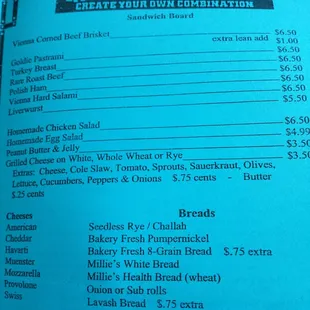 CREATE YOUR OWN COMBINATION
Sandwich Board
Vienna Corned Beef Brisket $6.50
extra lean add $1.00
Goldie Pastrami $6.50
Turkey Breast $6.50
Rare Roast Beef $6.50
Polish Ham $6.50
Vienna Hard Salami $6.50
Liverwurst $5.50
Homemade Chicken Salad $6.50
Homemade Egg Salad $4.99
Peanut Butter & Jelly $3.50
Grilled Cheese on White, Whole Wheat or Rye $3.50
Extras: Cheese, Cole Slaw, Tomato, Sprouts, Sauerkraut, Olives,
Lettuce, Cucumbers, Peppers & Onions $.75 cents - Butter
$.25 cents
Cheeses
American
Cheddar
Havarti
Muenster
Mozzarella
Provolone
Swiss
Breads
Seedless Rye / Challah
Bakery Fresh Pumpernickel
Bakery Fresh 8-Grain Bread $.75 extra
Millie's White Bread
Millie's Health Bread (wheat)
Onion or Sub rolls
Lavash Bread $.75 extra